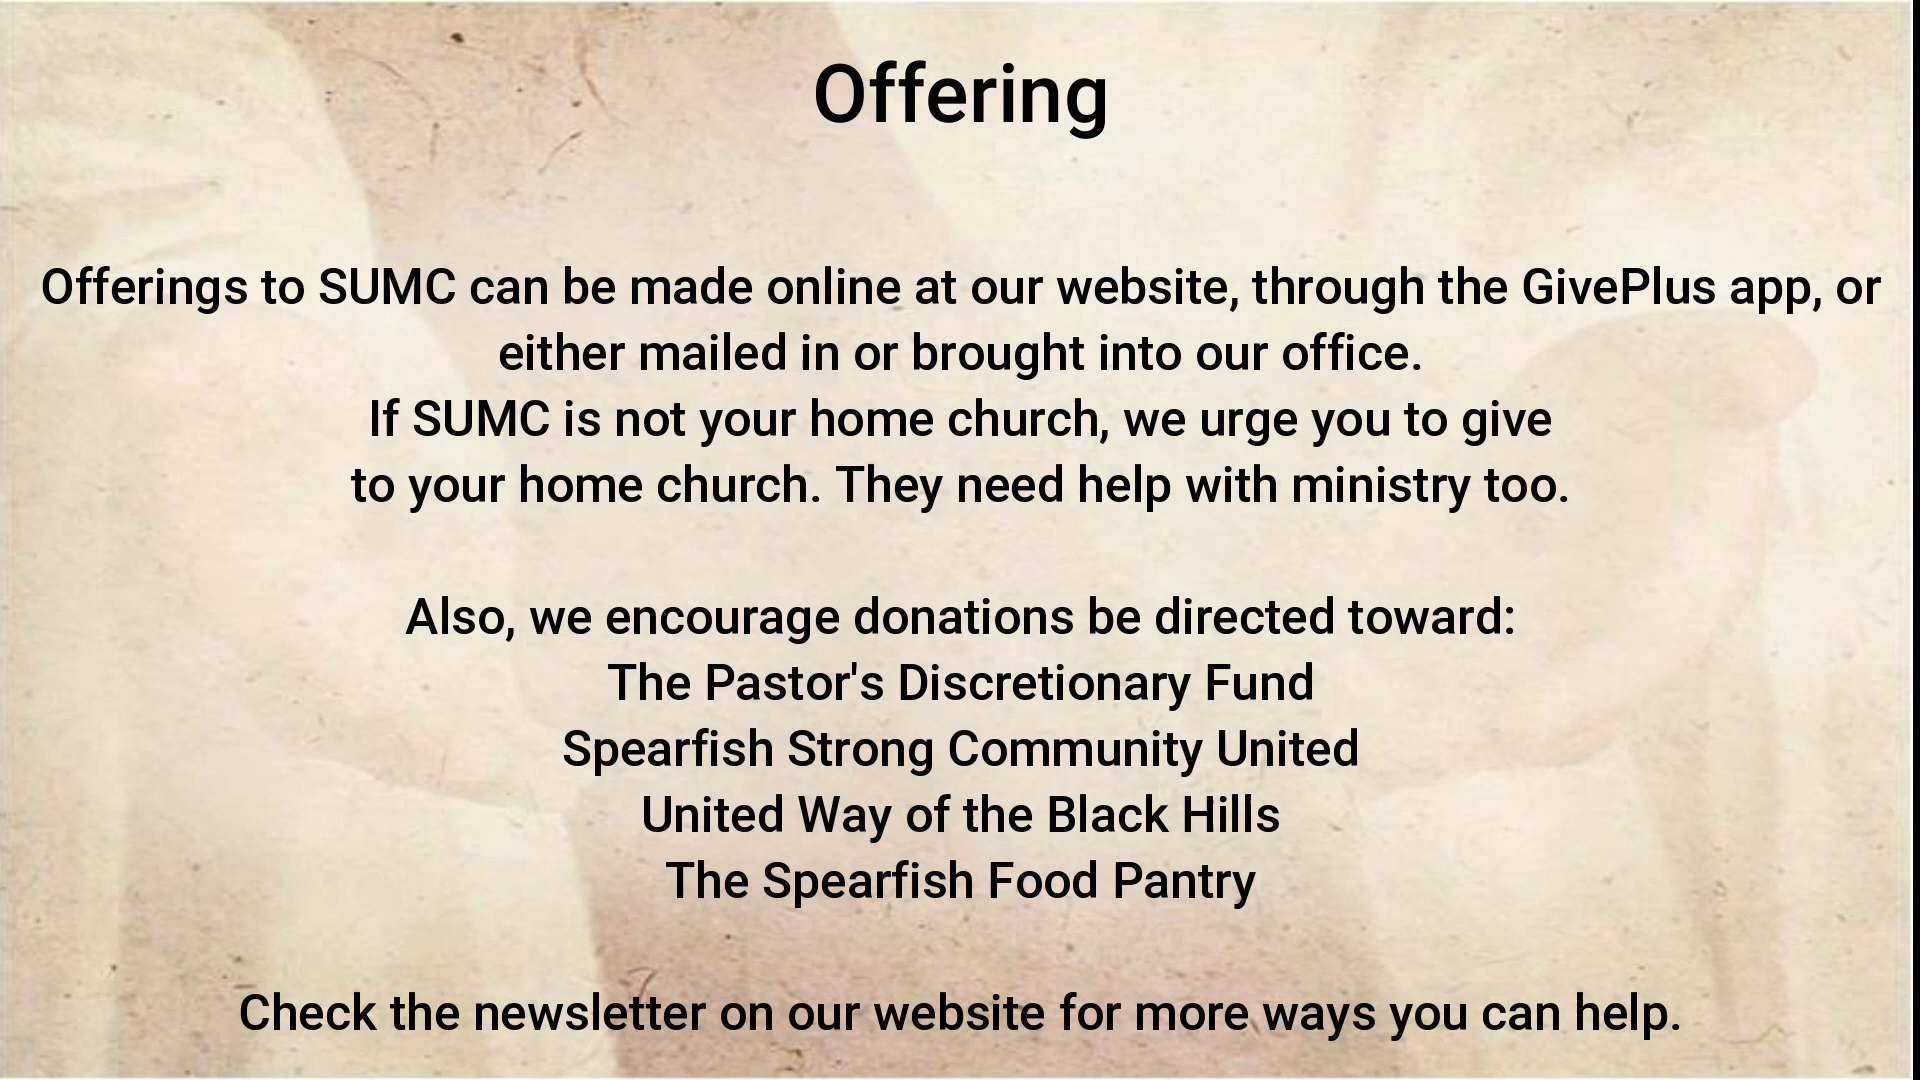 Offering
Offerings to SUMC can be made online at our website, through the GivePlus app, or
either mailed in or brought into our office.
If SUMC is not your home church, we urge you to give
to your home church. They need help with ministry too.
Also, we encourage donations be directed toward:
The Pastor's Discretionary Fund
Spearfish Strong Community United
United Way of the Black Hills
The Spearfish Food Pantry
Check the newsletter on our website for more ways you can help.